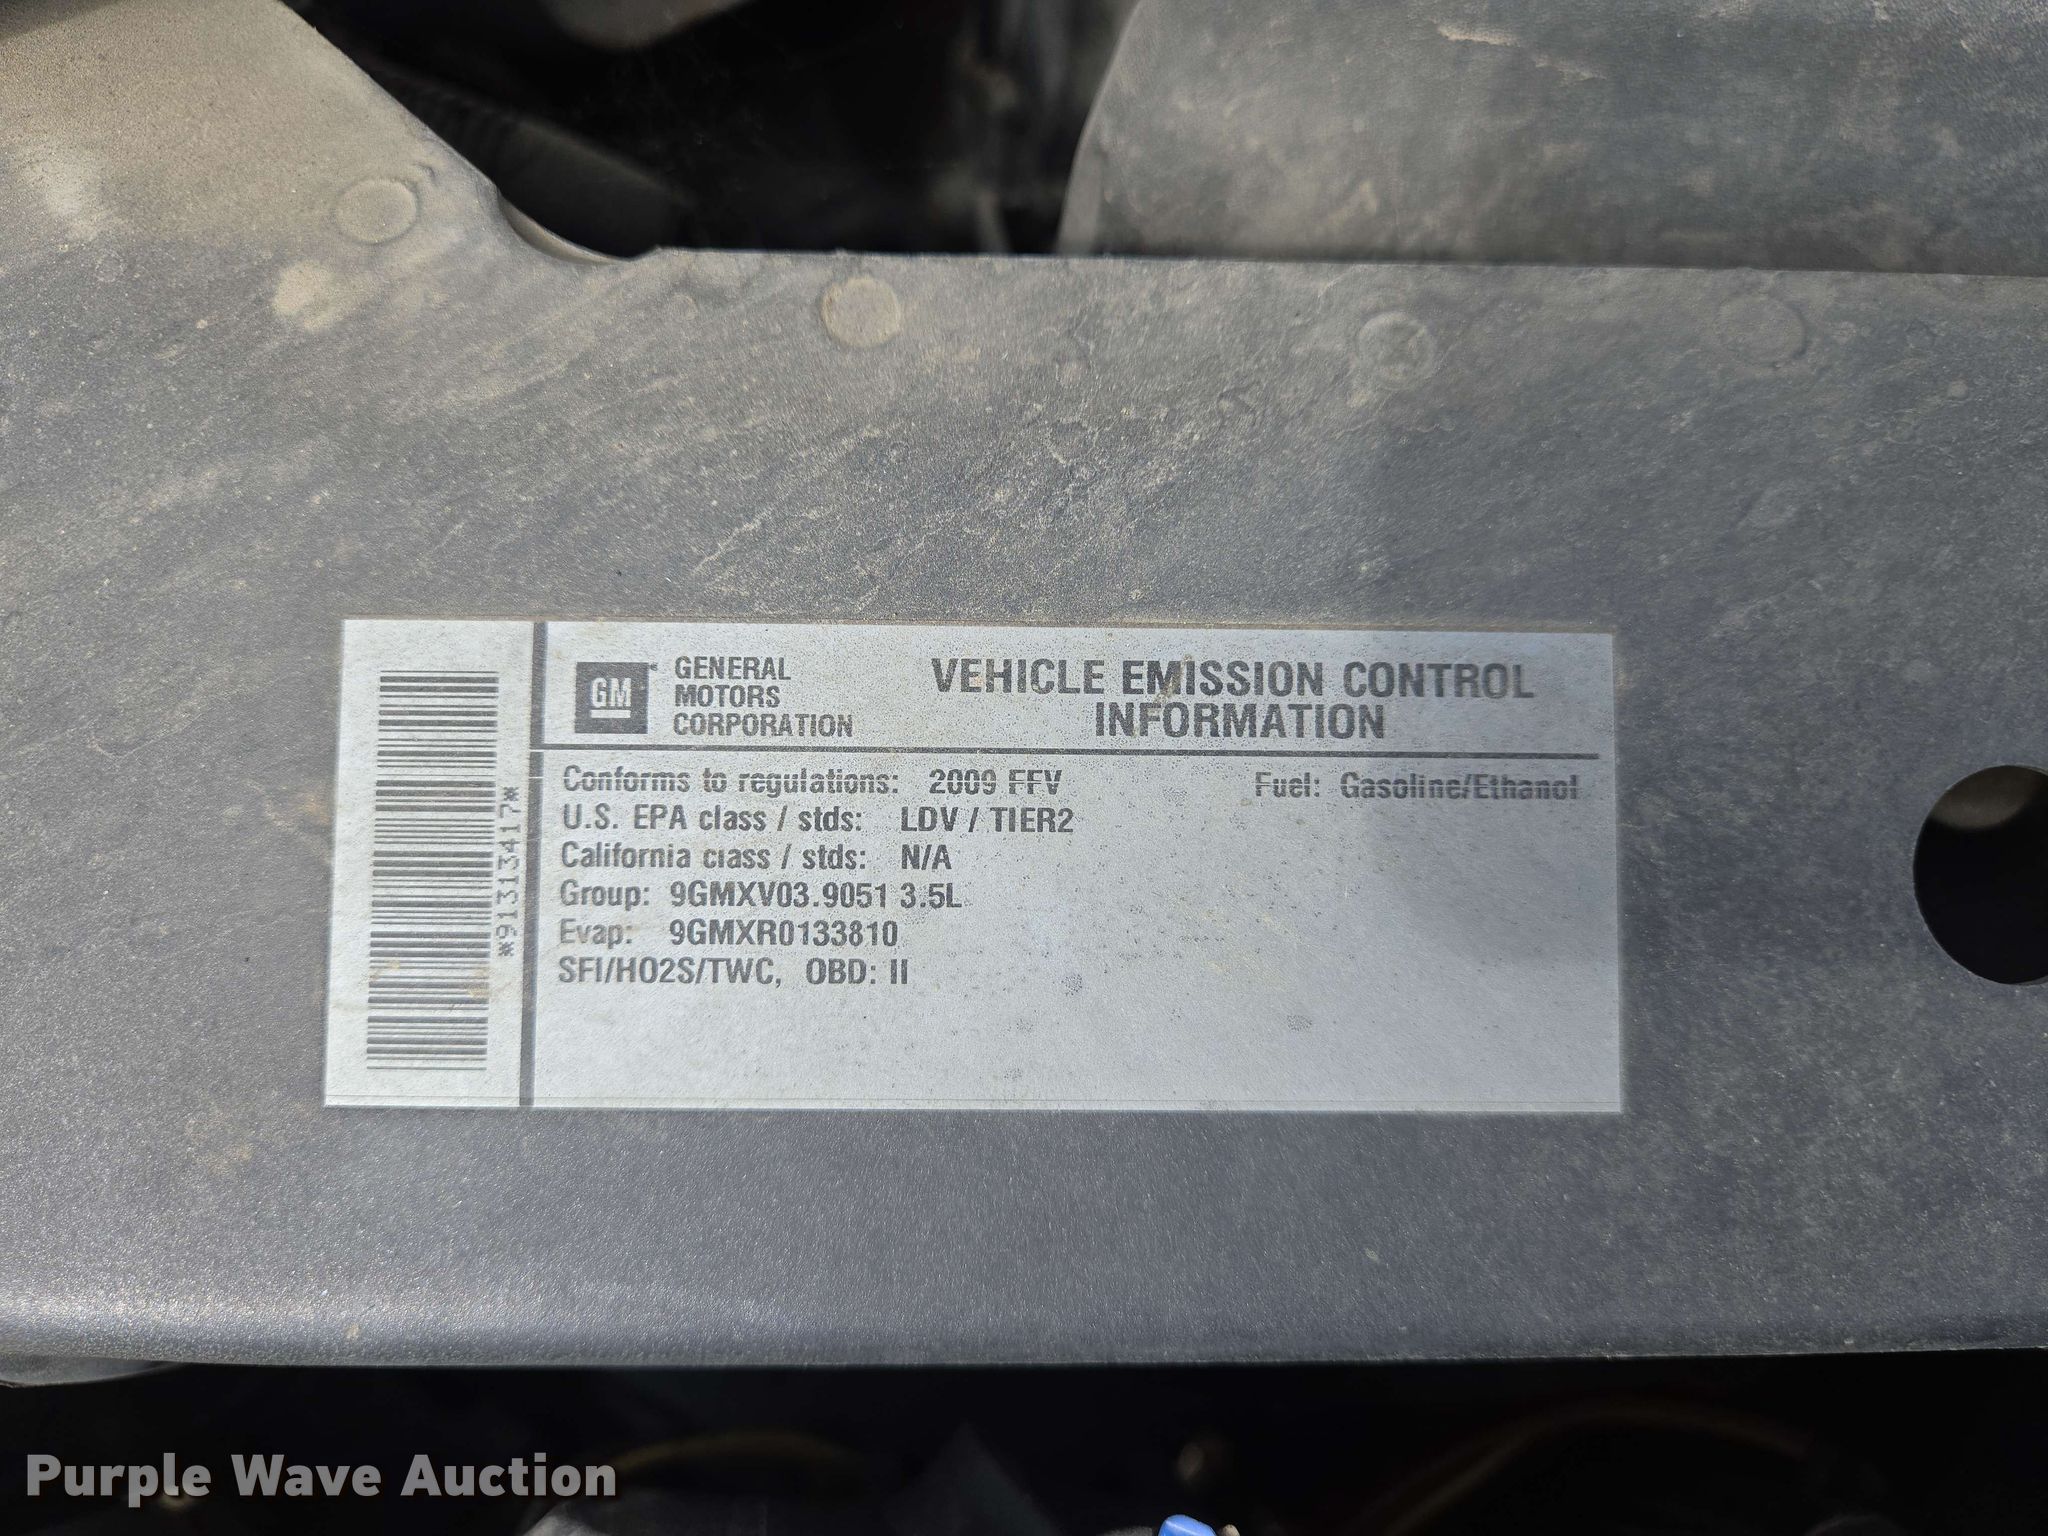 GM
GENERAL
MOTORS
CORPORATION
VEHICLE EMISSION CONTROL
INFORMATION
Conforms to regulations: 2009 FFV Fuel: Gasoline/Ethanol
U.S. EPA class / stds: LDV / TIER2
California class / stds: N/A
Group: 9GMXV03.9051 3.5L
Evap: 9GMXR0133810
SFI/HO2S/TWC, OBD: II
**91313417*
Purple Wave Auction